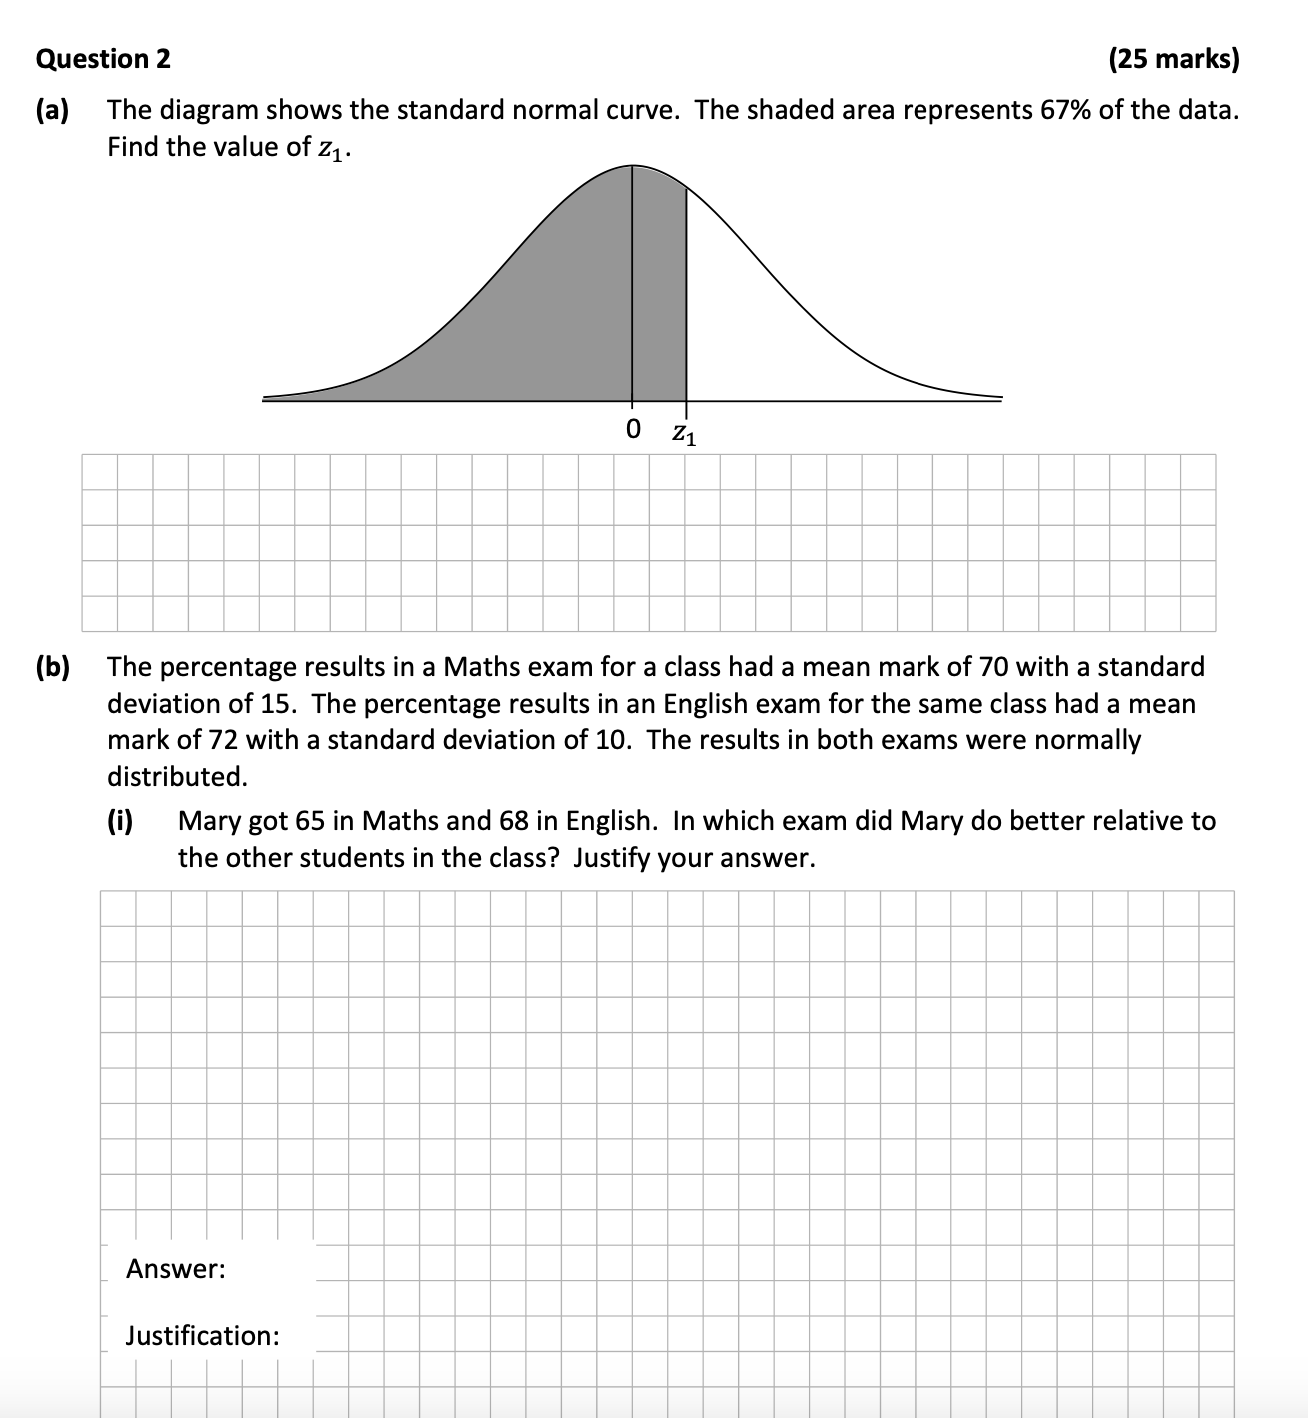 Question 2 (25 marks)
(a) The diagram shows the standard normal curve. The shaded area represents 67% of the data.
Find the value of z₁.
0 z₁
(b) The percentage results in a Maths exam for a class had a mean mark of 70 with a standard
deviation of 15. The percentage results in an English exam for the same class had a mean
mark of 72 with a standard deviation of 10. The results in both exams were normally
distributed.
(i) Mary got 65 in Maths and 68 in English. In which exam did Mary do better relative to
the other students in the class? Justify your answer.
Answer:
Justification: